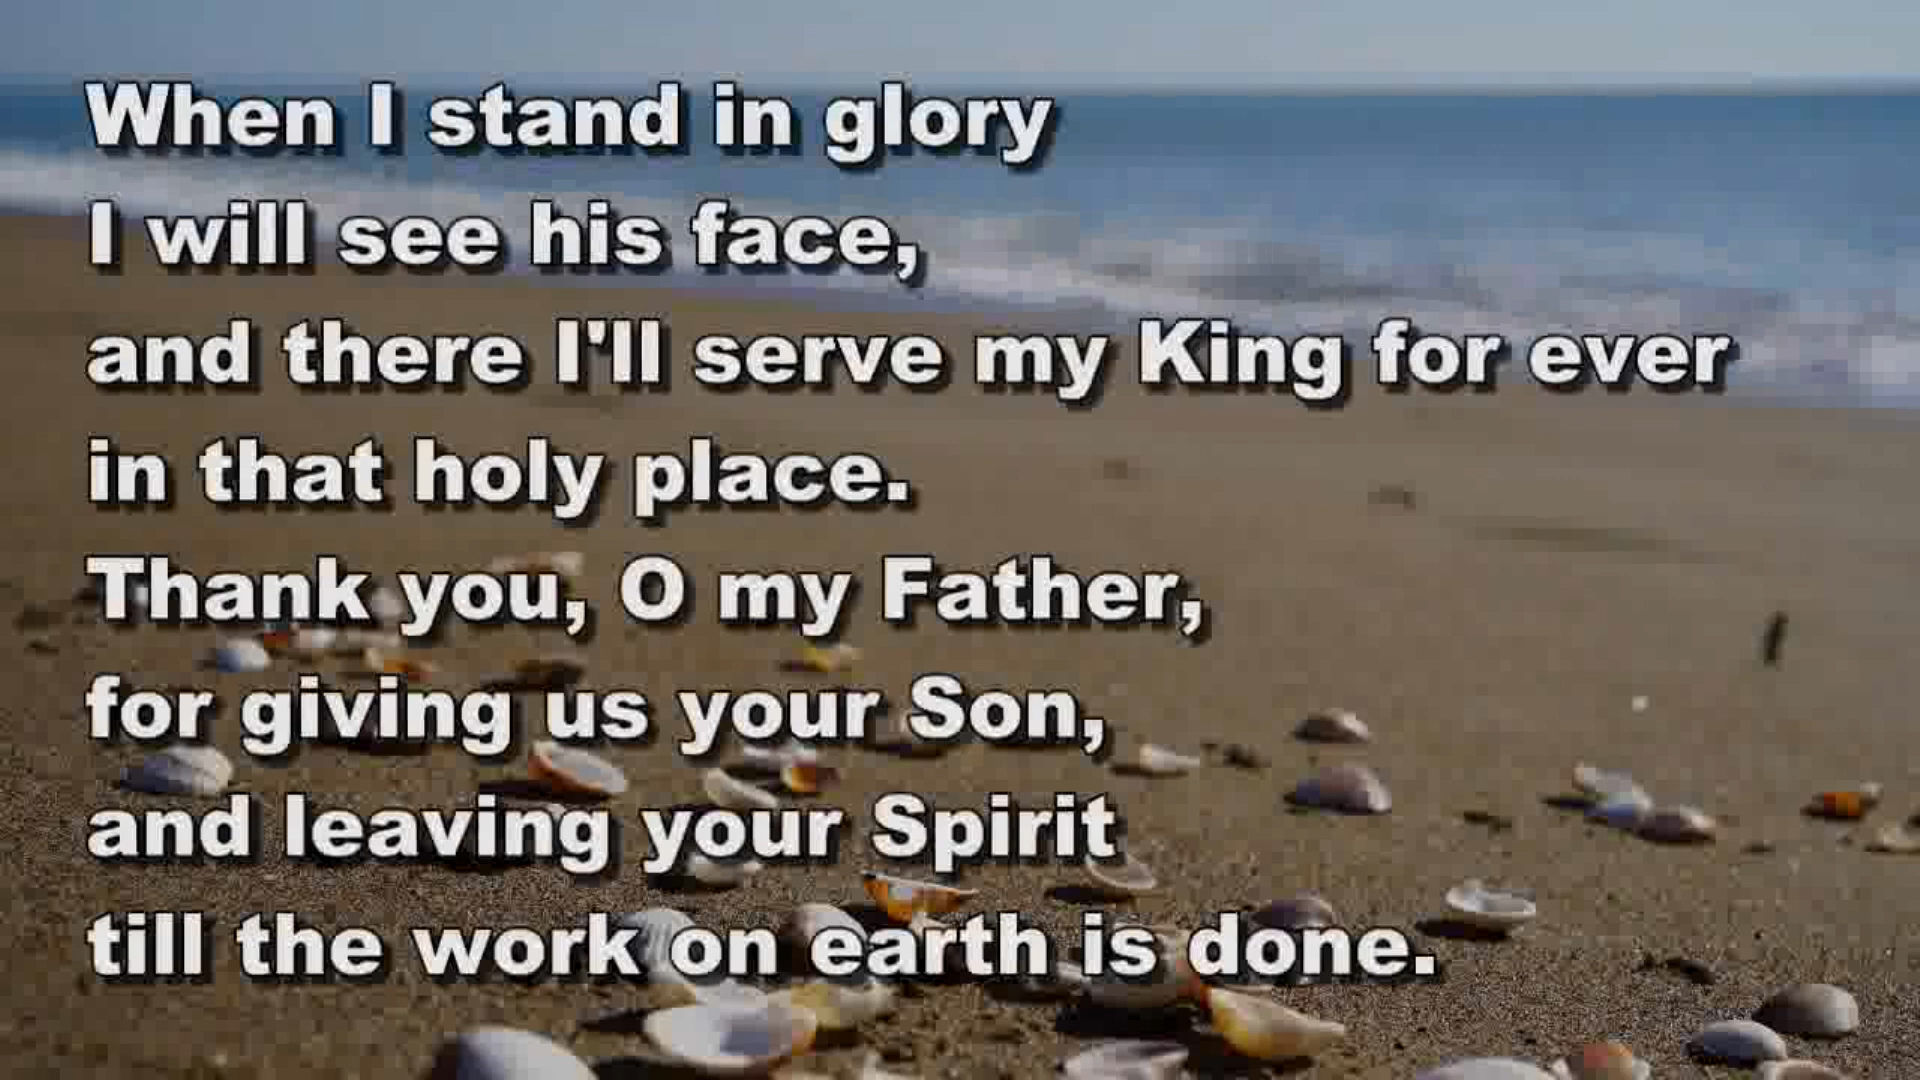 When I stand in glory
I will see his face,
and there I'll serve my King for ever
in that holy place.
Thank you, O my Father,
for giving us your Son,
and leaving your Spirit
till the work on earth is done.